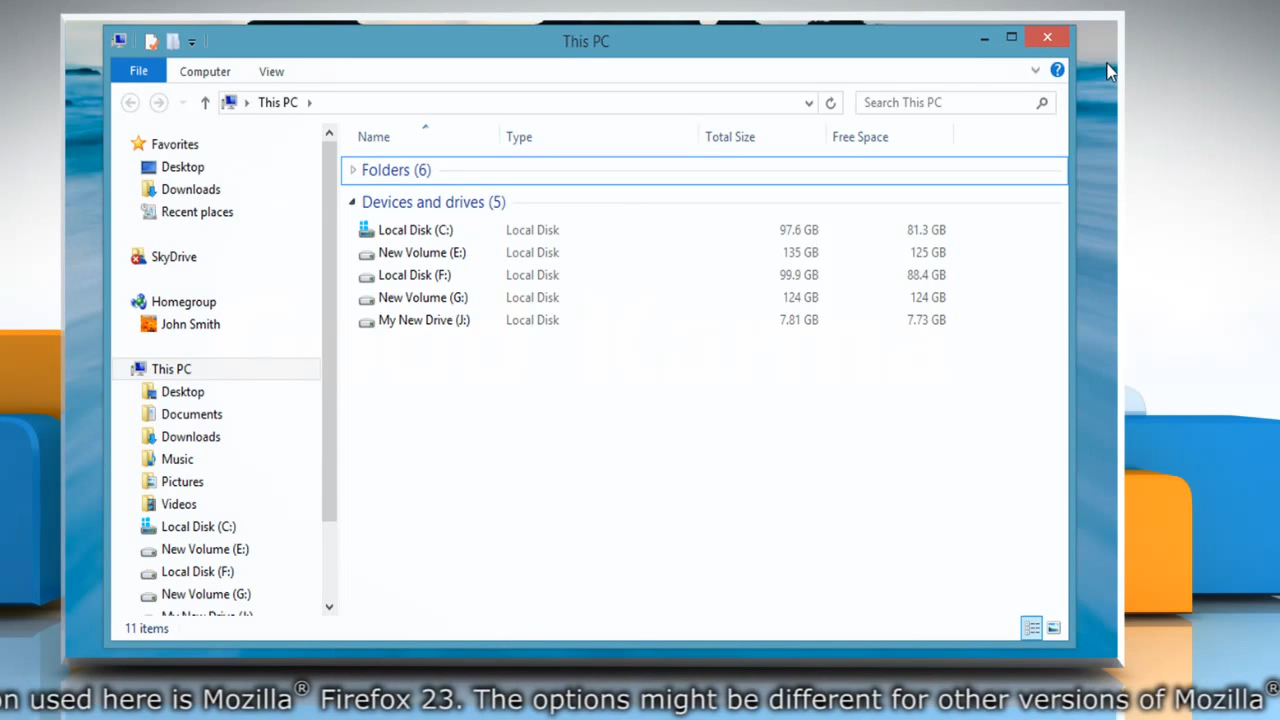 This PC
File Computer View
This PC
Search This PC
Name Type Total Size Free Space
Favorites
Desktop
Downloads
Recent places
SkyDrive
Homegroup
John Smith
This PC
Desktop
Documents
Downloads
Music
Pictures
Videos
Local Disk (C:)
New Volume (E:)
Local Disk (F:)
New Volume (G:)
My New Drive (J:)
Folders (6)
Devices and drives (5)
Local Disk (C:) Local Disk 97.6 GB 81.3 GB
New Volume (E:) Local Disk 135 GB 125 GB
Local Disk (F:) Local Disk 99.9 GB 88.4 GB
New Volume (G:) Local Disk 124 GB 124 GB
My New Drive (J:) Local Disk 7.81 GB 7.73 GB
11 items
on used here is Mozilla® Firefox 23. The options might be different for other versions of Mozilla®